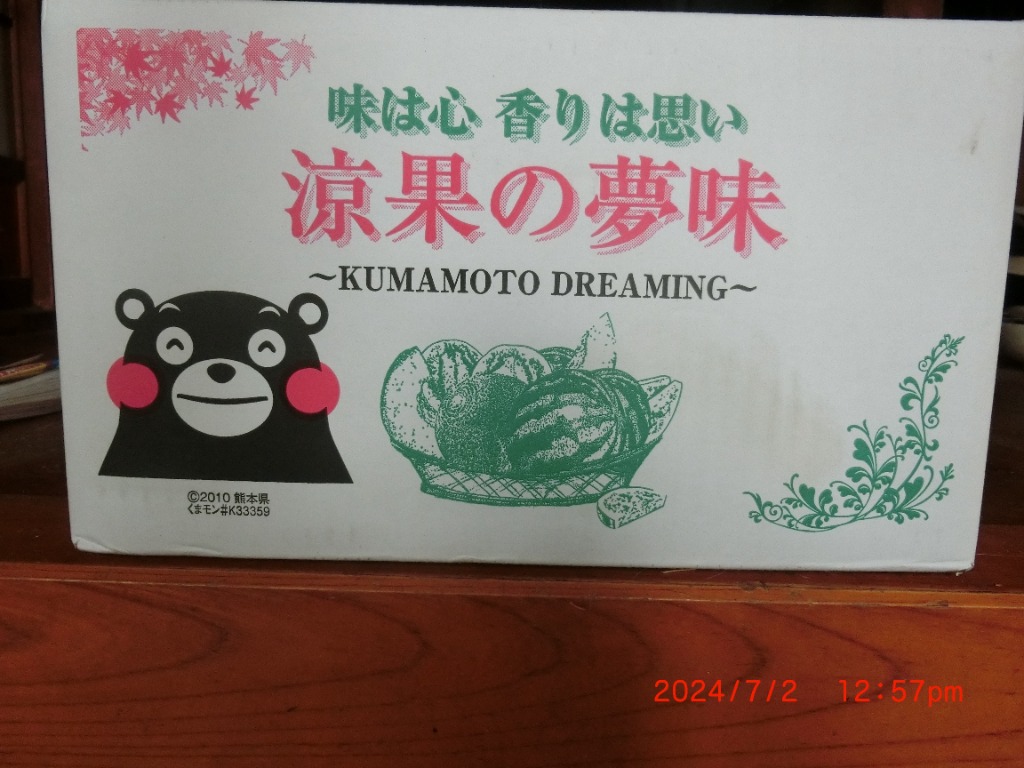 味は心 香りは思い
涼果の夢味
～KUMAMOTO DREAMING～
©2010 熊本県
くまモン#K33359
2024/7/2 12:57pm